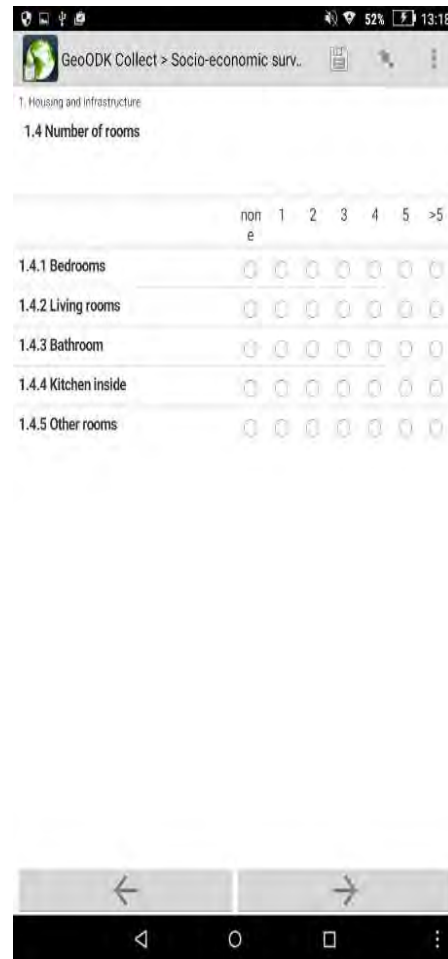 52% 13:18
GeoODK Collect > Socio-economic surv..
1. Housing and infrastructure
1.4 Number of rooms
non
e 1 2 3 4 5 >5
1.4.1 Bedrooms
1.4.2 Living rooms
1.4.3 Bathroom
1.4.4 Kitchen inside
1.4.5 Other rooms